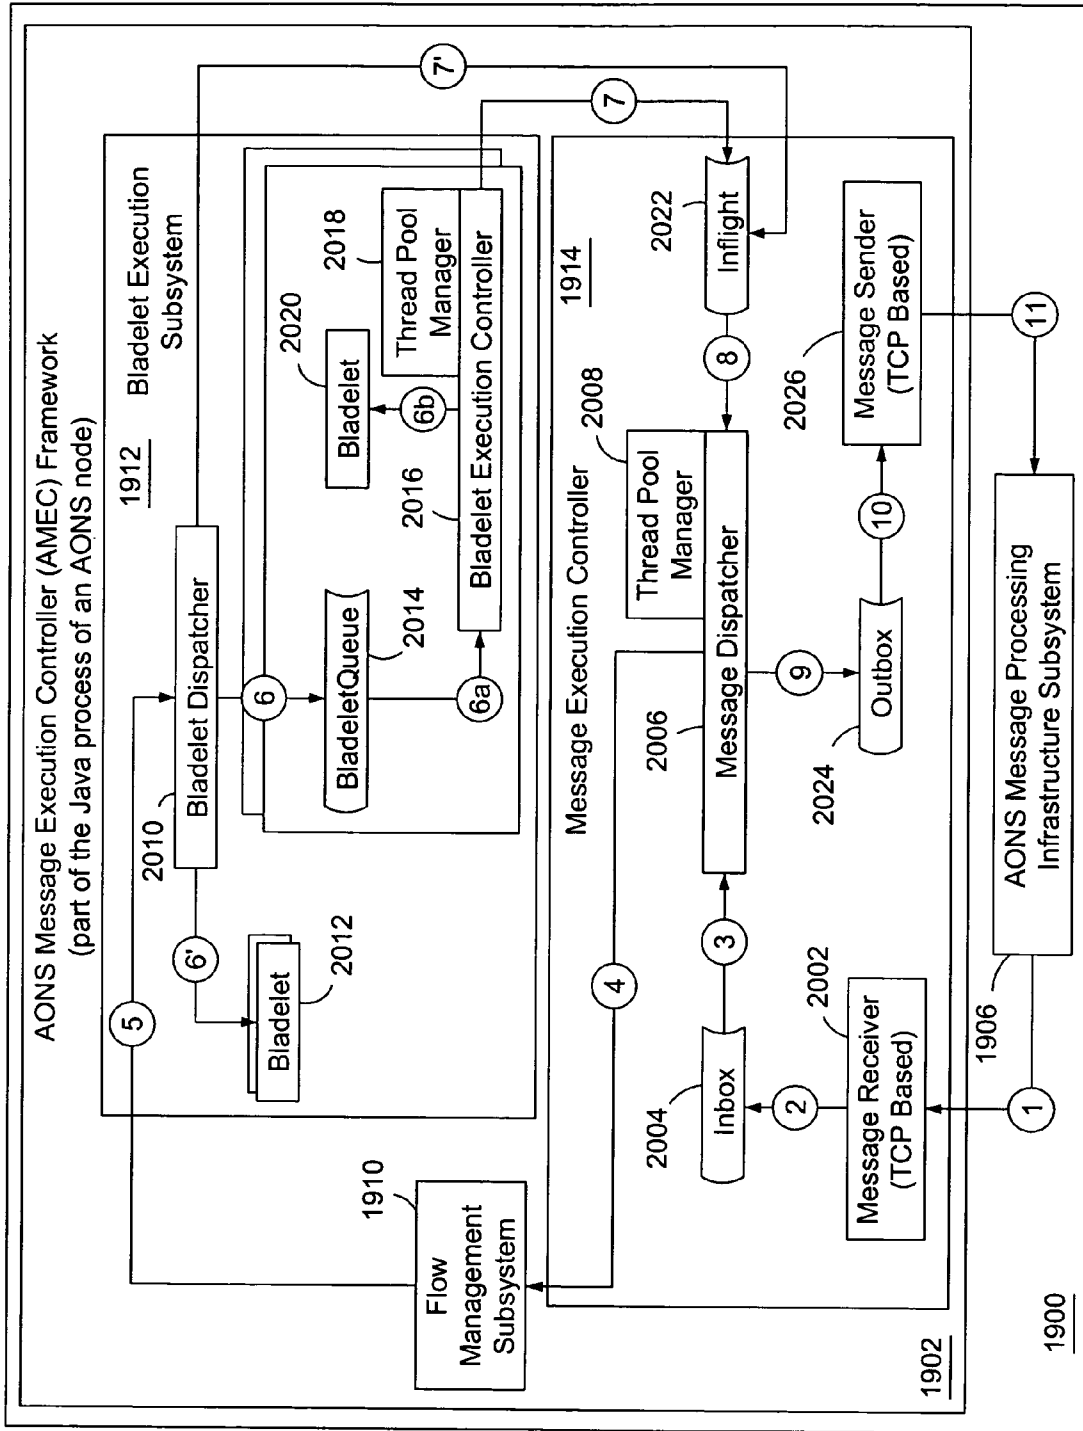 AONS Message Execution Controller (AMEC) Framework
(part of the Java process of an AONS node)
5
1912
Bladelet Execution
Subsystem
7'
2010
Bladelet Dispatcher
6'
Bladelet
2012
6
BladeletQueue
2014
6a
2016
Bladelet Execution Controller
6b
Bladelet
2020
Thread Pool
Manager
2018
7
1910
Flow
Management
Subsystem
4
Message Execution Controller
1914
2004
Inbox
3
2006
Message Dispatcher
Thread Pool
Manager
2008
8
Inflight
2022
2
Message Receiver
(TCP Based)
2002
9
Outbox
2024
10
Message Sender
(TCP Based)
2026
1902
1
1906
AONS Message Processing
Infrastructure Subsystem
11
1900